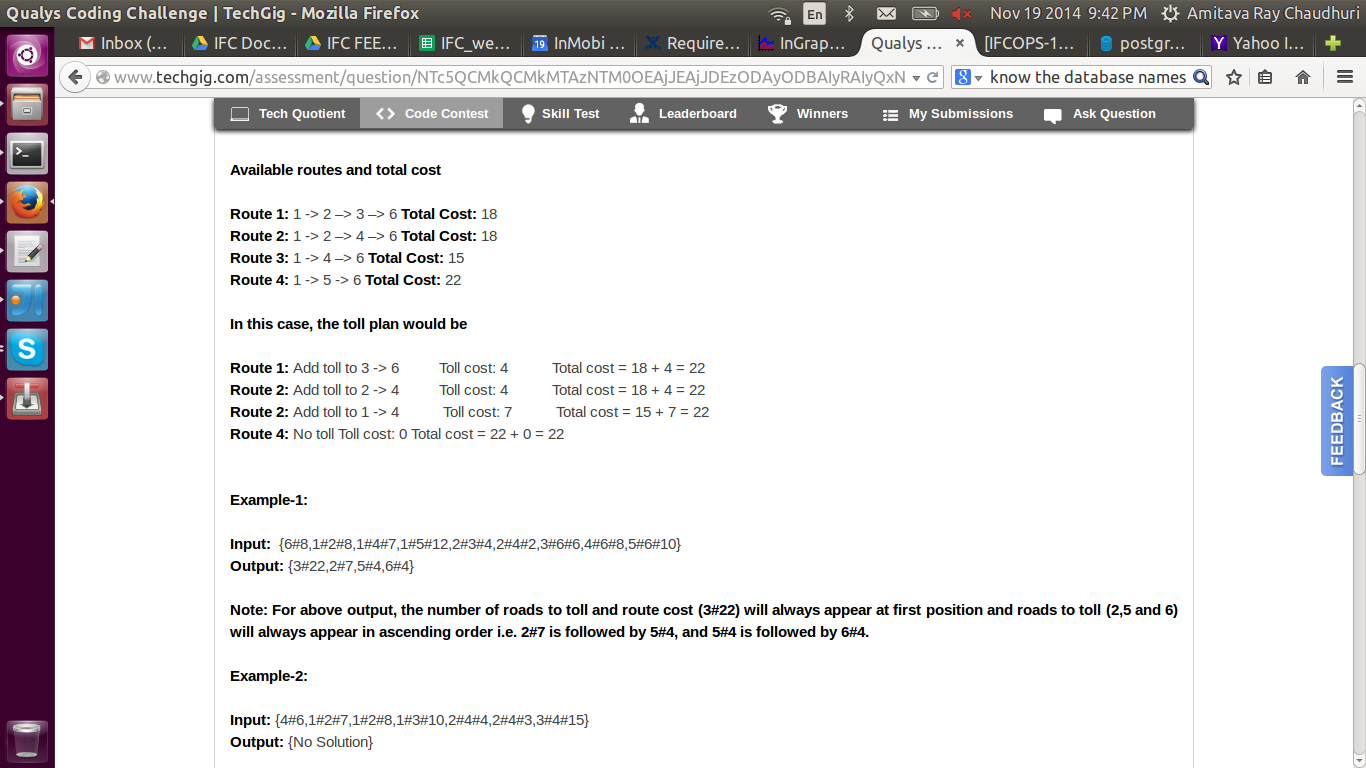 Qualys Coding Challenge | TechGig - Mozilla Firefox
En
Nov 19 2014 9:42 PM
Amitava Ray Chaudhuri
Inbox (...
IFC Doc...
IFC FEE...
IFC_we...
19 InMobi ...
Require...
InGrap...
Qualys ...
[IFCOPS-1...
postgr...
Yahoo I...
www.techgig.com/assessment/question/NTc5QCMkQCMkMTAzNTM0OEAjJEAjJDEzODAyODBAIyRAIyQxN
know the database names
Tech Quotient
Code Contest
Skill Test
Leaderboard
Winners
My Submissions
Ask Question
Available routes and total cost
Route 1: 1 -> 2 –> 3 –> 6 Total Cost: 18
Route 2: 1 -> 2 –> 4 –> 6 Total Cost: 18
Route 3: 1 -> 4 –> 6 Total Cost: 15
Route 4: 1 -> 5 -> 6 Total Cost: 22
In this case, the toll plan would be
Route 1: Add toll to 3 -> 6 Toll cost: 4 Total cost = 18 + 4 = 22
Route 2: Add toll to 2 -> 4 Toll cost: 4 Total cost = 18 + 4 = 22
Route 2: Add toll to 1 -> 4 Toll cost: 7 Total cost = 15 + 7 = 22
Route 4: No toll Toll cost: 0 Total cost = 22 + 0 = 22
FEEDBACK
Example-1:
Input: {6#8,1#2#8,1#4#7,1#5#12,2#3#4,2#4#2,3#6#6,4#6#8,5#6#10}
Output: {3#22,2#7,5#4,6#4}
Note: For above output, the number of roads to toll and route cost (3#22) will always appear at first position and roads to toll (2,5 and 6)
will always appear in ascending order i.e. 2#7 is followed by 5#4, and 5#4 is followed by 6#4.
Example-2:
Input: {4#6,1#2#7,1#2#8,1#3#10,2#4#4,2#4#3,3#4#15}
Output: {No Solution}